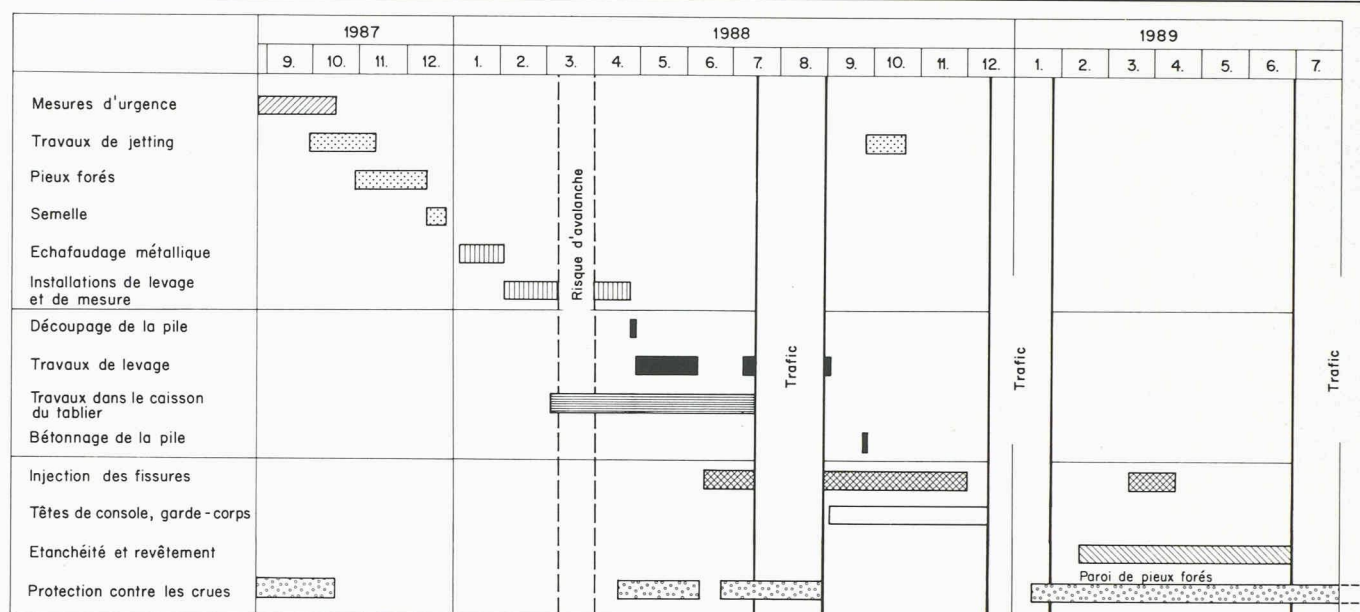 1987 1988 1989
9. 10. 11. 12. 1. 2. 3. 4. 5. 6. 7. 8. 9. 10. 11. 12. 1. 2. 3. 4. 5. 6. 7.
Mesures d'urgence
Travaux de jetting
Pieux forés
Semelle
Echafaudage métallique
Installations de levage
et de mesure
Risque d'avalanche
Découpage de la pile
Travaux de levage
Travaux dans le caisson
du tablier
Bétonnage de la pile
Trafic
Trafic
Trafic
Injection des fissures
Têtes de console, garde-corps
Etanchéité et revêtement
Paroi de pieux forés
Protection contre les crues